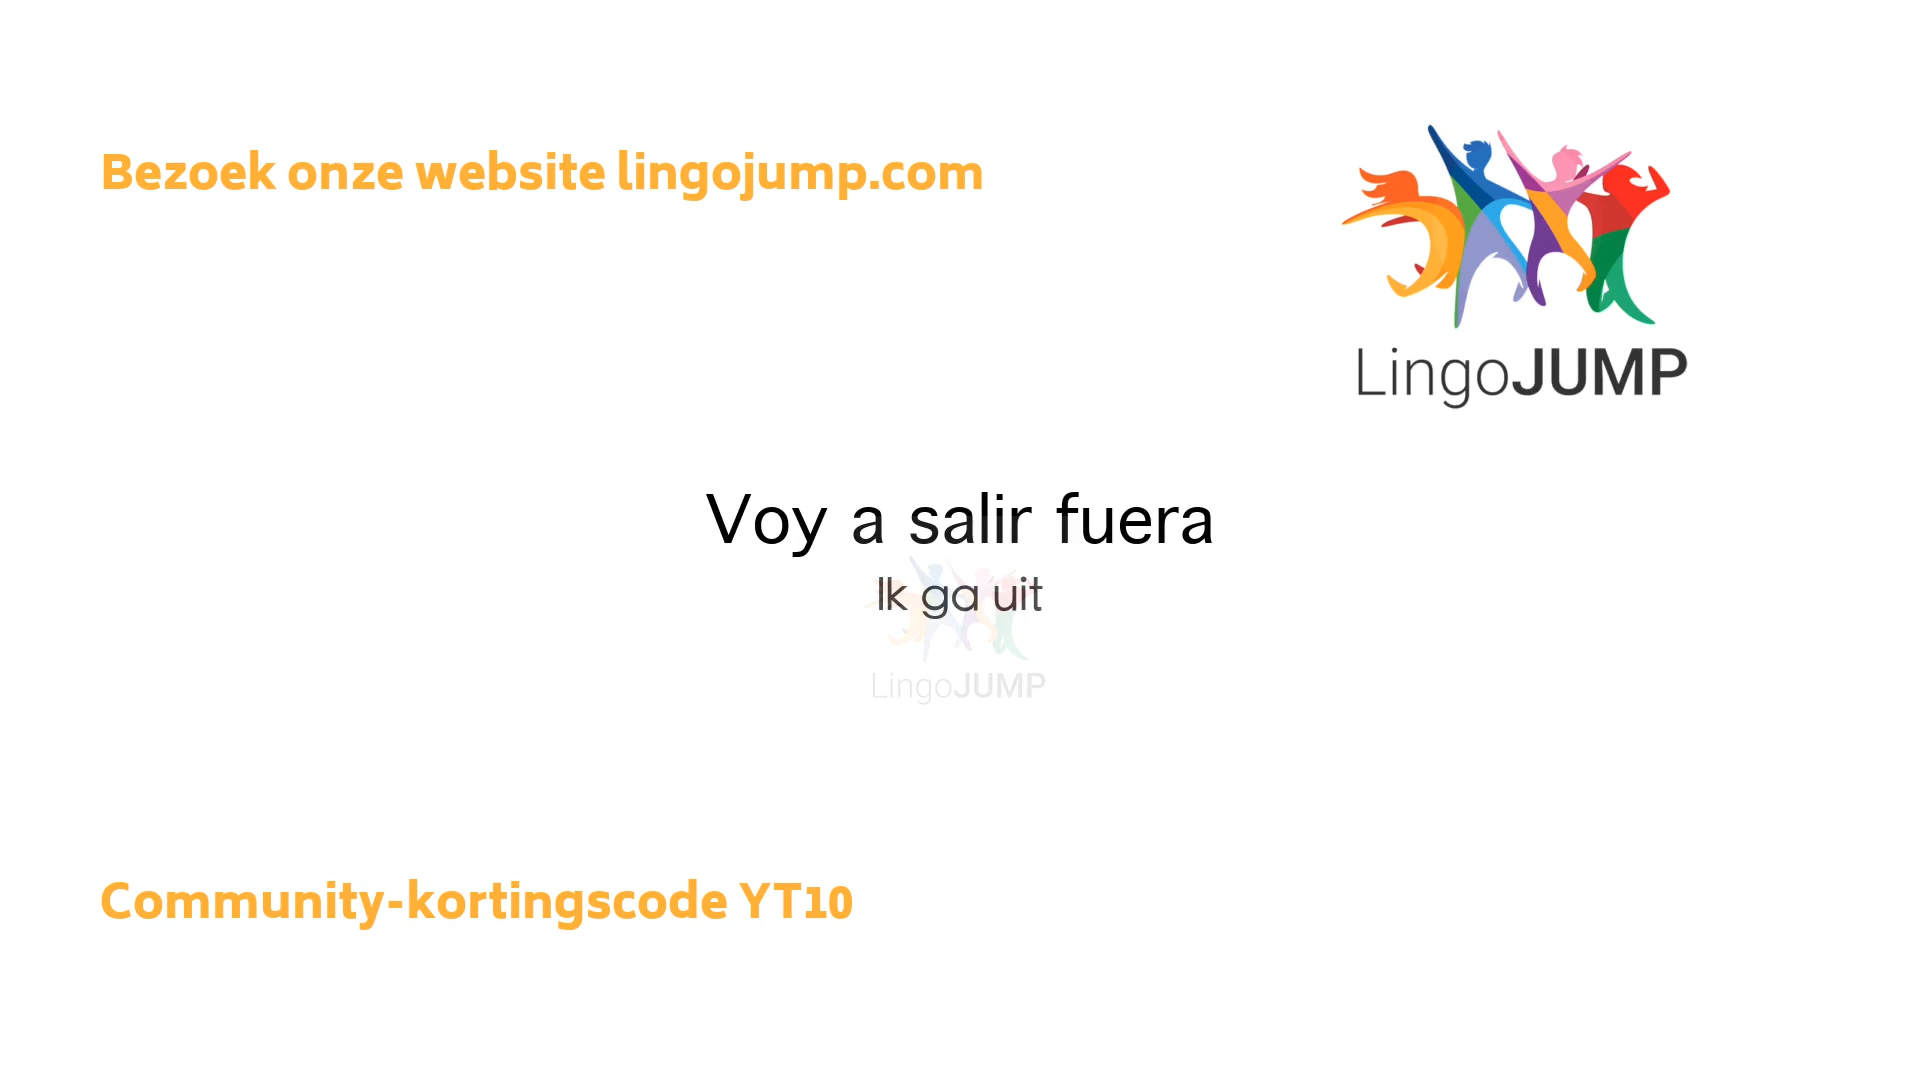 Bezoek onze website lingojump.com
LingoJUMP
Voy a salir fuera
Ik ga uit
LingoJUMP
Community-kortingscode YT10